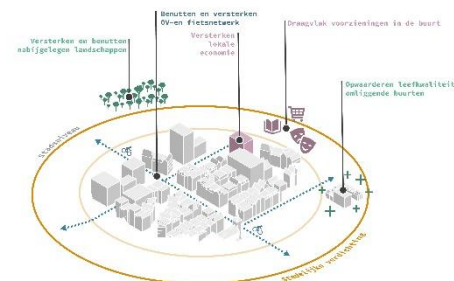 Benutten en versterken
OV-en fietsnetwerk
Draagvlak voorzieningen in de buurt
Versterken
lokale
economie
Versterken en benutten
nabijgelegen landschappen
Opwaarderen leefkwaliteit
omliggende buurten
Stadsniveau
Stedelijke verdichting